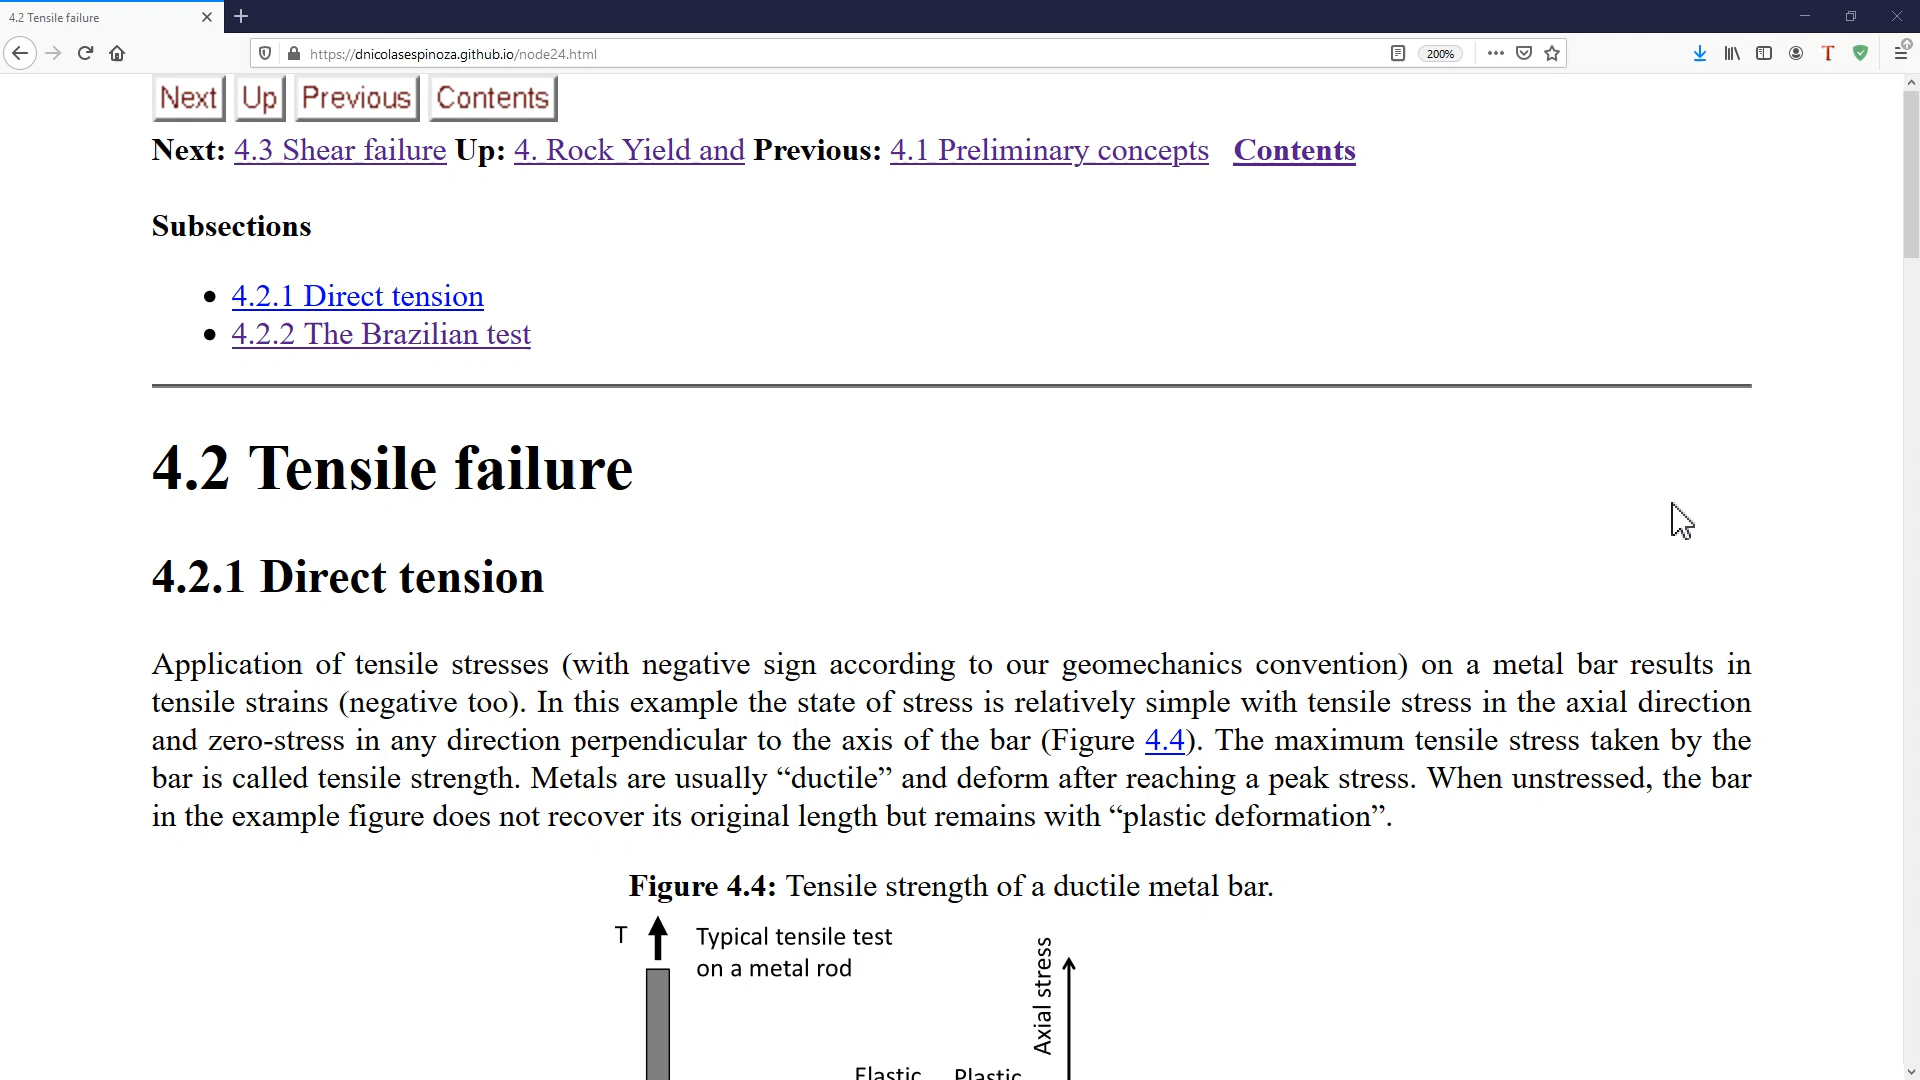 4.2 Tensile failure
https://dnicolasespinoza.github.io/node24.html
200%
T
Next Up Previous Contents
Next: 4.3 Shear failure Up: 4. Rock Yield and Previous: 4.1 Preliminary concepts Contents
Subsections
4.2.1 Direct tension
4.2.2 The Brazilian test
4.2 Tensile failure
4.2.1 Direct tension
Application of tensile stresses (with negative sign according to our geomechanics convention) on a metal bar results in
tensile strains (negative too). In this example the state of stress is relatively simple with tensile stress in the axial direction
and zero-stress in any direction perpendicular to the axis of the bar (Figure 4.4). The maximum tensile stress taken by the
bar is called tensile strength. Metals are usually “ductile” and deform after reaching a peak stress. When unstressed, the bar
in the example figure does not recover its original length but remains with “plastic deformation”.
Figure 4.4: Tensile strength of a ductile metal bar.
T
Typical tensile test
on a metal rod
Axial stress
Elastic Plastic